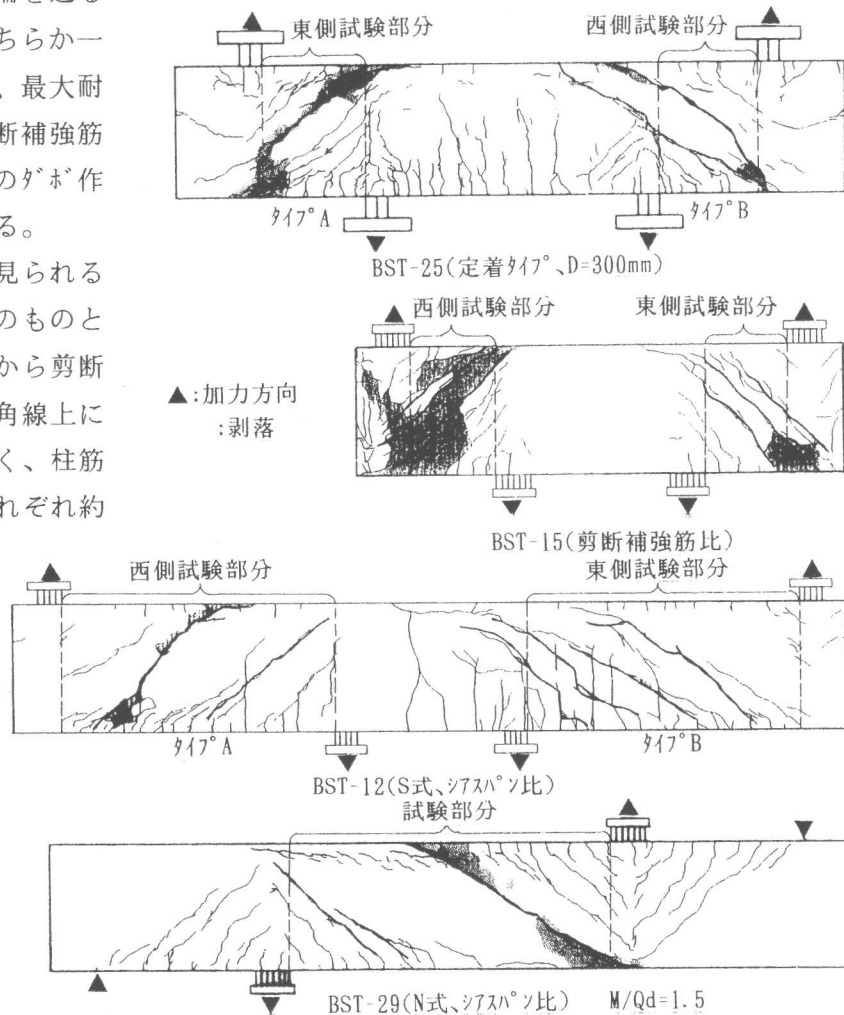 ちらか一
、最大耐
断補強筋
のダボ作
る。
見られる
のものと
から剪断
角線上に
く、柱筋
れぞれ約
東側試験部分
西側試験部分
タイプA
タイプB
BST-25(定着タイプ、D=300mm)
西側試験部分
東側試験部分
▲:加力方向
:剥落
BST-15(剪断補強筋比)
西側試験部分
東側試験部分
タイプA
タイプB
BST-12(S式、シアスパン比)
試験部分
BST-29(N式、シアスパン比) M/Qd=1.5